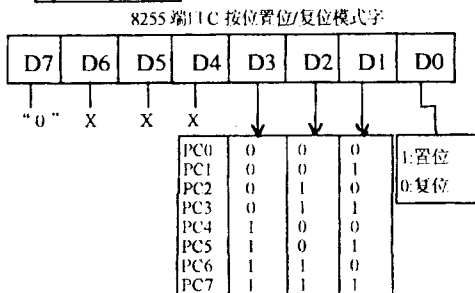 8255 端口C 按位置位/复位模式字
D7 D6 D5 D4 D3 D2 D1 D0
“0” X X X
PC0 0 0 0
PC1 0 0 1
PC2 0 1 0
PC3 0 1 1
PC4 1 0 0
PC5 1 0 1
PC6 1 1 0
PC7 1 1 1
1:置位
0:复位